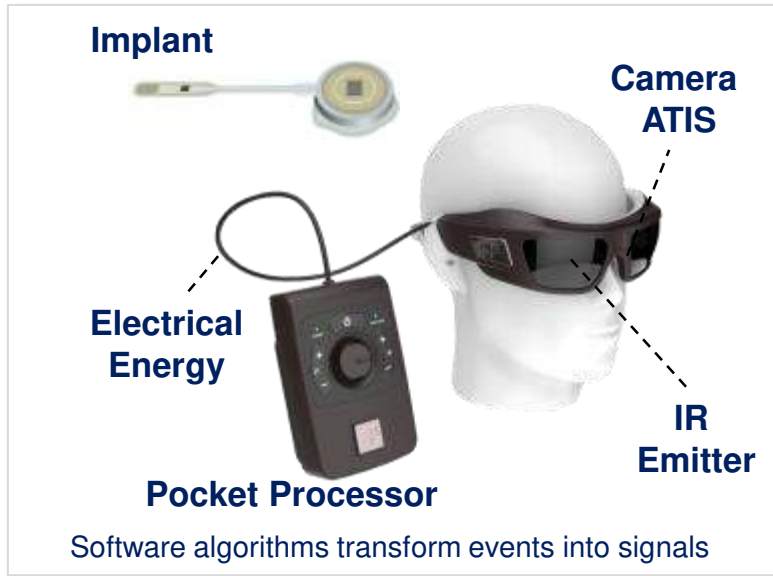 Implant
Camera
ATIS
Electrical
Energy
IR
Emitter
Pocket Processor
Software algorithms transform events into signals